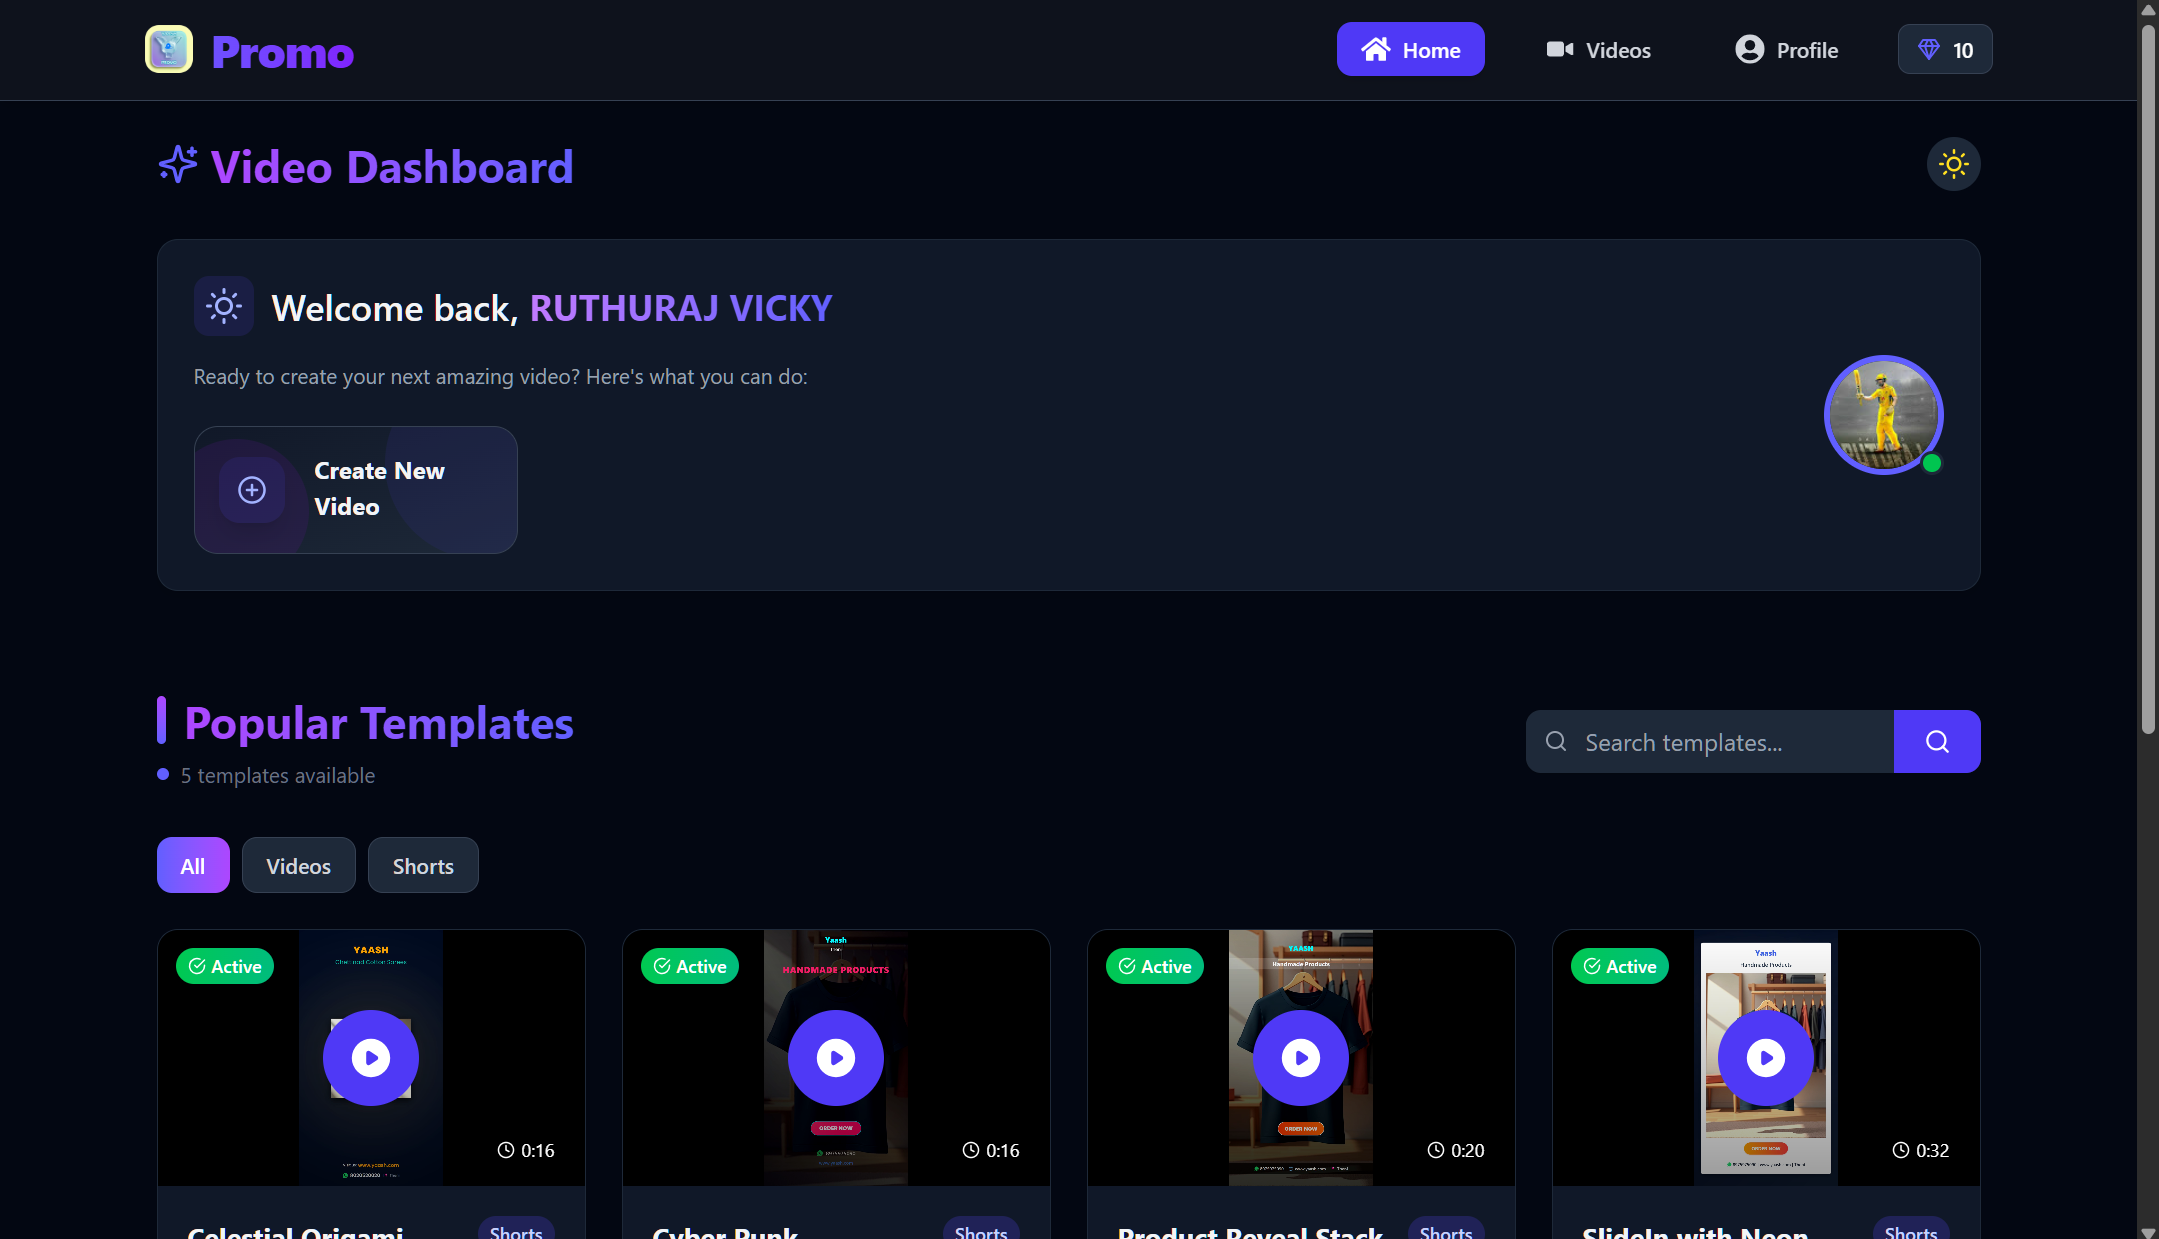 Promo
Home
Videos
Profile
10
Video Dashboard
Welcome back, RUTHURAJ VICKY
Ready to create your next amazing video? Here's what you can do:
Create New
Video
Popular Templates
5 templates available
Search templates...
All
Videos
Shorts
Active
YAASH
0:16
Active
Yaash
HANDMADE PRODUCTS
ORDER NOW
0:16
Active
YAASH
Handmade Products
ORDER NOW
0:20
Active
Yaash
Handmade Products
ORDER NOW
0:32
Celestial Origami
Shorts
Cyber Punk
Shorts
Product Reveal Stack
Shorts
SlideIn with Neon
Shorts